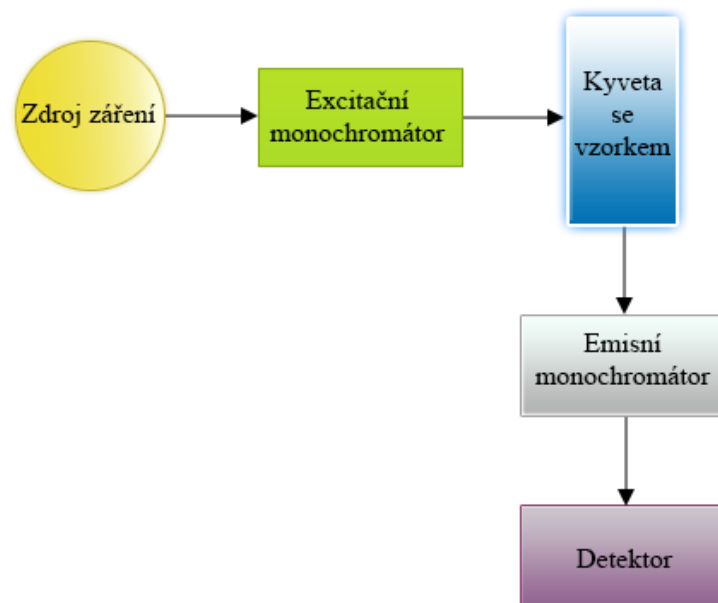 Zdroj záření
Excitační
monochromátor
Kyveta
se
vzorkem
Emisní
monochromátor
Detektor